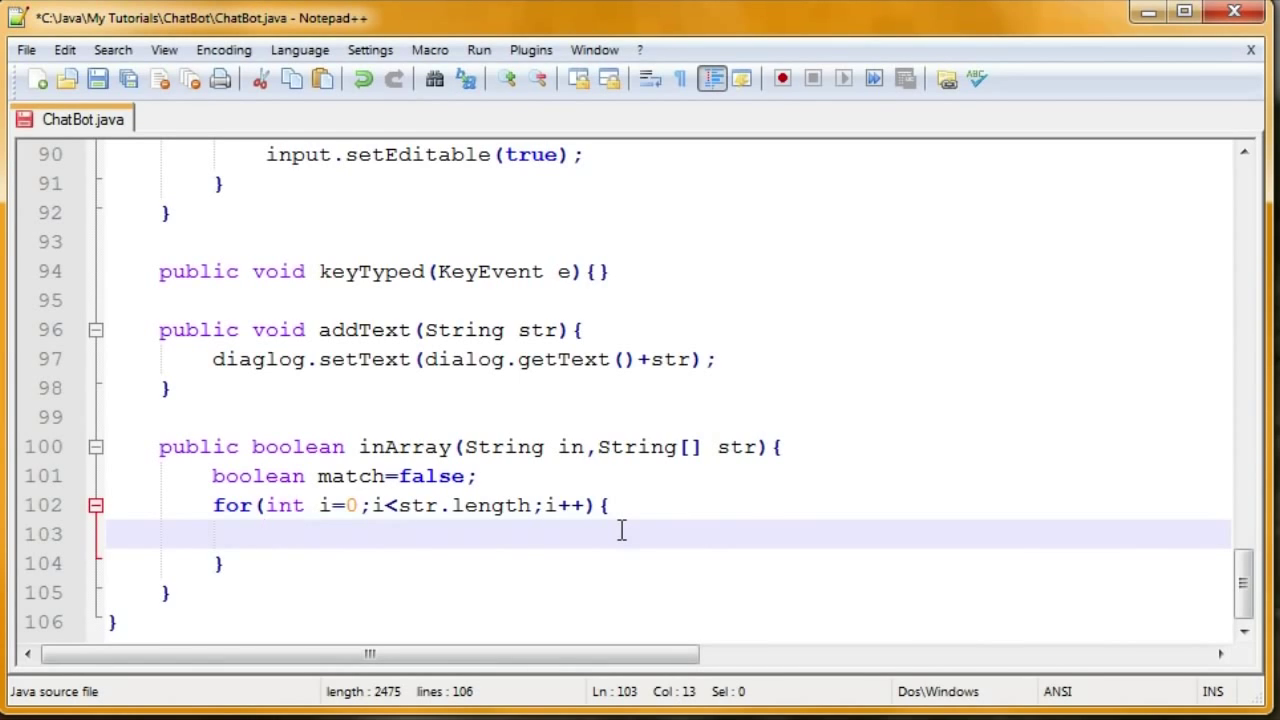 *C:\Java\My Tutorials\ChatBot\ChatBot.java - Notepad++
File Edit Search View Encoding Language Settings Macro Run Plugins Window ? X
ABC
ChatBot.java
90 input.setEditable(true);
91 }
92 }
93
94 public void keyTyped(KeyEvent e){}
95
96 public void addText(String str){
97 diaglog.setText(dialog.getText()+str);
98 }
99
100 public boolean inArray(String in,String[] str){
101 boolean match=false;
102 for(int i=0;i<str.length;i++){
103
104 }
105 }
106 }
Java source file length : 2475 lines : 106 Ln : 103 Col : 13 Sel : 0 Dos\Windows ANSI INS